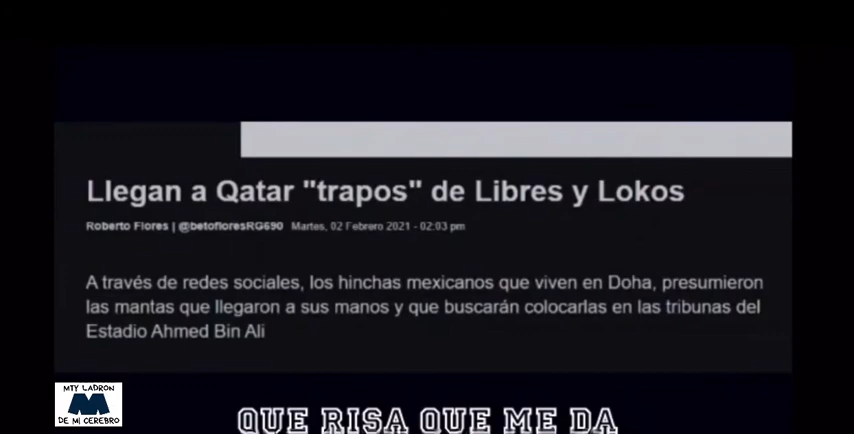 Llegan a Qatar "trapos" de Libres y Lokos
Roberto Flores | @betofloresRG690 Martes, 02 Febrero 2021 - 02:03 pm
A través de redes sociales, los hinchas mexicanos que viven en Doha, presumieron
las mantas que llegaron a sus manos y que buscarán colocarlas en las tribunas del
Estadio Ahmed Bin Ali
MTY LADRON
M
DE MI CEREBRO
QUE RISA QUE ME DA